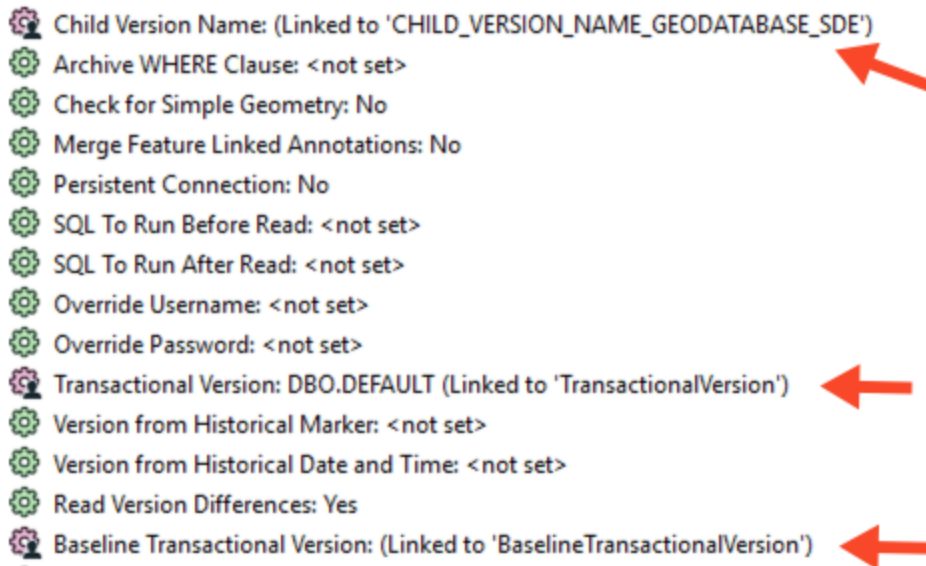 Child Version Name: (Linked to 'CHILD_VERSION_NAME_GEODATABASE_SDE')
Archive WHERE Clause: <not set>
Check for Simple Geometry: No
Merge Feature Linked Annotations: No
Persistent Connection: No
SQL To Run Before Read: <not set>
SQL To Run After Read: <not set>
Override Username: <not set>
Override Password: <not set>
Transactional Version: DBO.DEFAULT (Linked to 'TransactionalVersion')
Version from Historical Marker: <not set>
Version from Historical Date and Time: <not set>
Read Version Differences: Yes
Baseline Transactional Version: (Linked to 'BaselineTransactionalVersion')